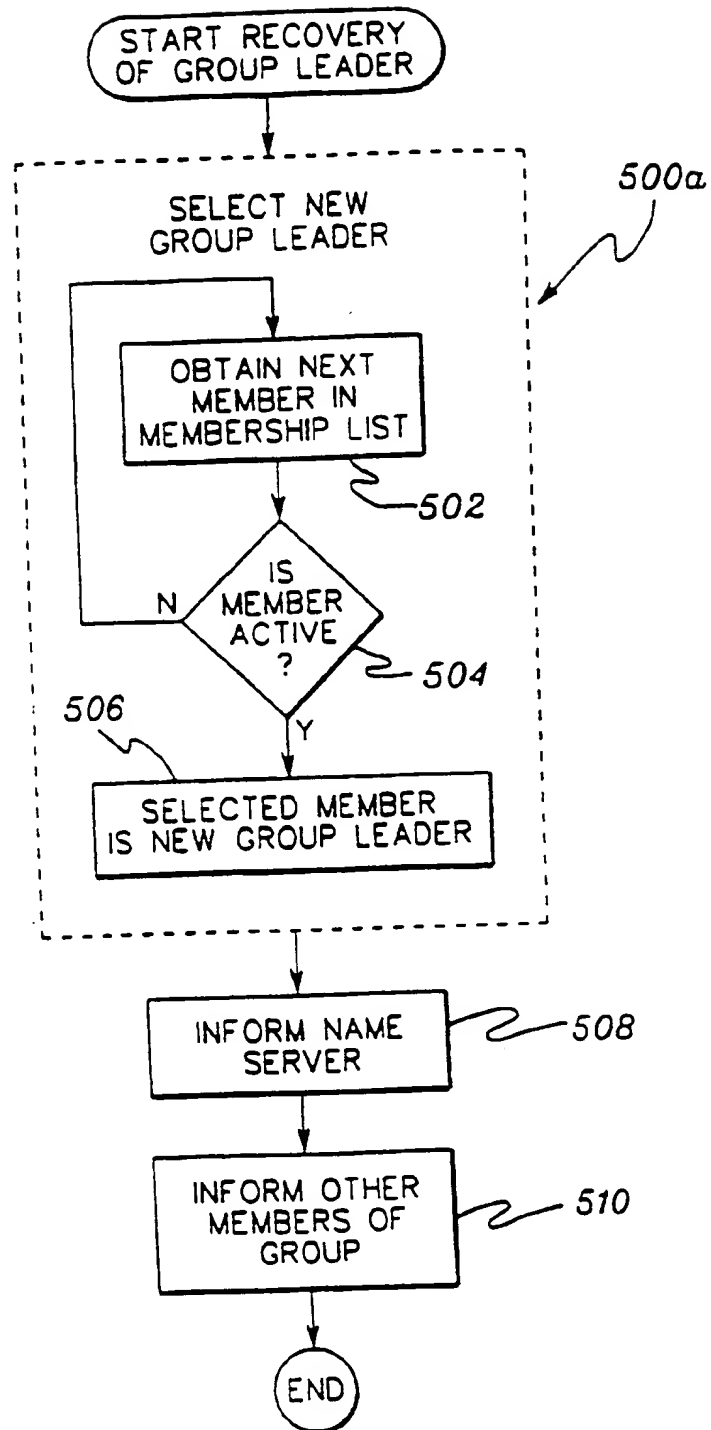 START RECOVERY
OF GROUP LEADER
500a
SELECT NEW
GROUP LEADER
OBTAIN NEXT
MEMBER IN
MEMBERSHIP LIST
502
IS
MEMBER
ACTIVE
?
N
504
506
Y
SELECTED MEMBER
IS NEW GROUP LEADER
INFORM NAME
SERVER
508
INFORM OTHER
MEMBERS OF
GROUP
510
END